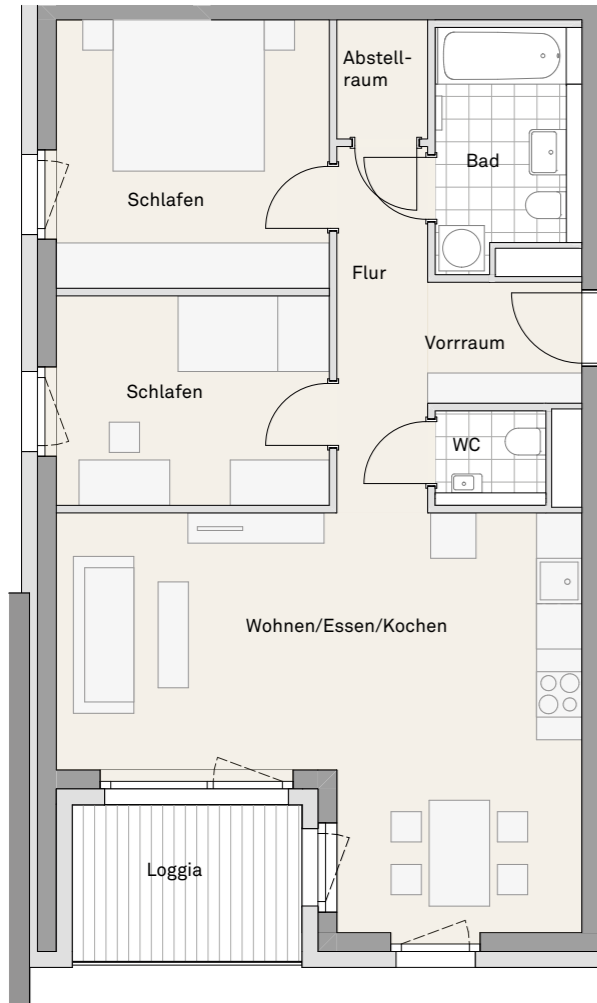 Abstell-
raum
Bad
Schlafen
Flur
Vorrraum
Schlafen
WC
Wohnen/Essen/Kochen
Loggia